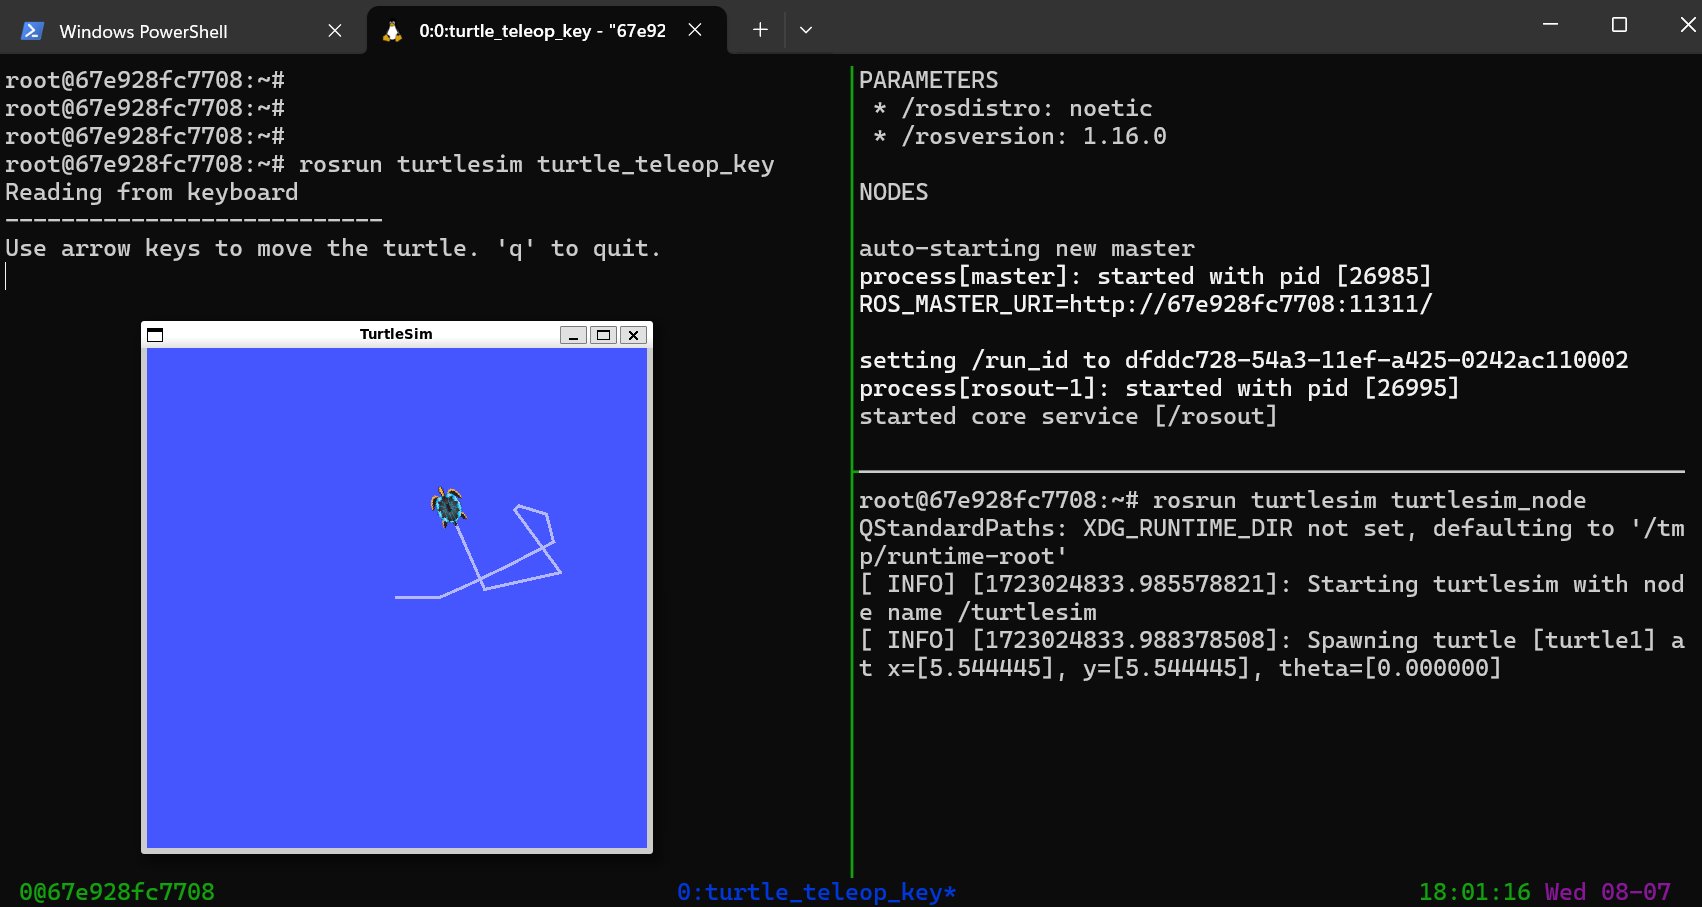 Windows PowerShell
0:0:turtle_teleop_key - "67e92
root@67e928fc7708:~#
root@67e928fc7708:~#
root@67e928fc7708:~#
root@67e928fc7708:~# rosrun turtlesim turtle_teleop_key
Reading from keyboard
---------------------------
Use arrow keys to move the turtle. 'q' to quit.
TurtleSim
PARAMETERS
* /rosdistro: noetic
* /rosversion: 1.16.0
NODES
auto-starting new master
process[master]: started with pid [26985]
ROS_MASTER_URI=http://67e928fc7708:11311/
setting /run_id to dfddc728-54a3-11ef-a425-0242ac110002
process[rosout-1]: started with pid [26995]
started core service [/rosout]
root@67e928fc7708:~# rosrun turtlesim turtlesim_node
QStandardPaths: XDG_RUNTIME_DIR not set, defaulting to '/tm
p/runtime-root'
[ INFO] [1723024833.985578821]: Starting turtlesim with nod
e name /turtlesim
[ INFO] [1723024833.988378508]: Spawning turtle [turtle1] a
t x=[5.544445], y=[5.544445], theta=[0.000000]
0@67e928fc7708
0:turtle_teleop_key*
18:01:16 Wed 08-07